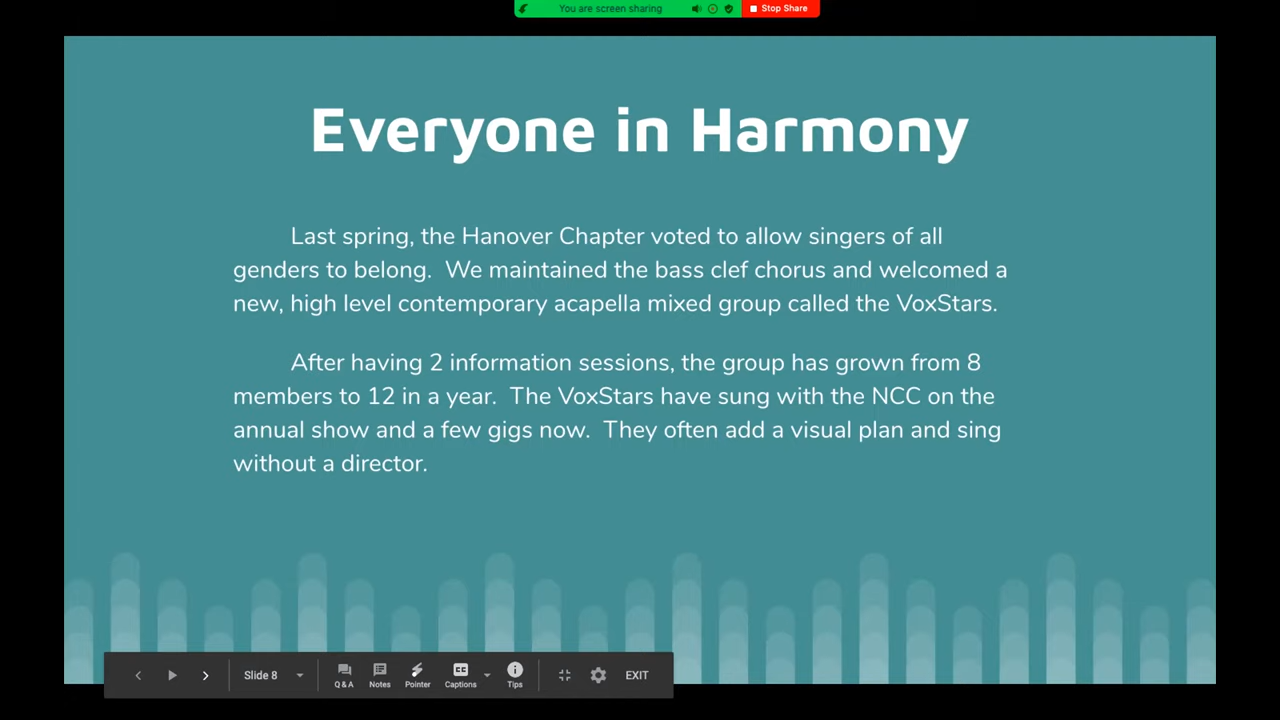 You are screen sharing
Stop Share
Everyone in Harmony
Last spring, the Hanover Chapter voted to allow singers of all
genders to belong.  We maintained the bass clef chorus and welcomed a
new, high level contemporary acapella mixed group called the VoxStars.
After having 2 information sessions, the group has grown from 8
members to 12 in a year.  The VoxStars have sung with the NCC on the
annual show and a few gigs now.  They often add a visual plan and sing
without a director.
Slide 8
Q&A
Notes
Pointer
CC
Captions
Tips
EXIT